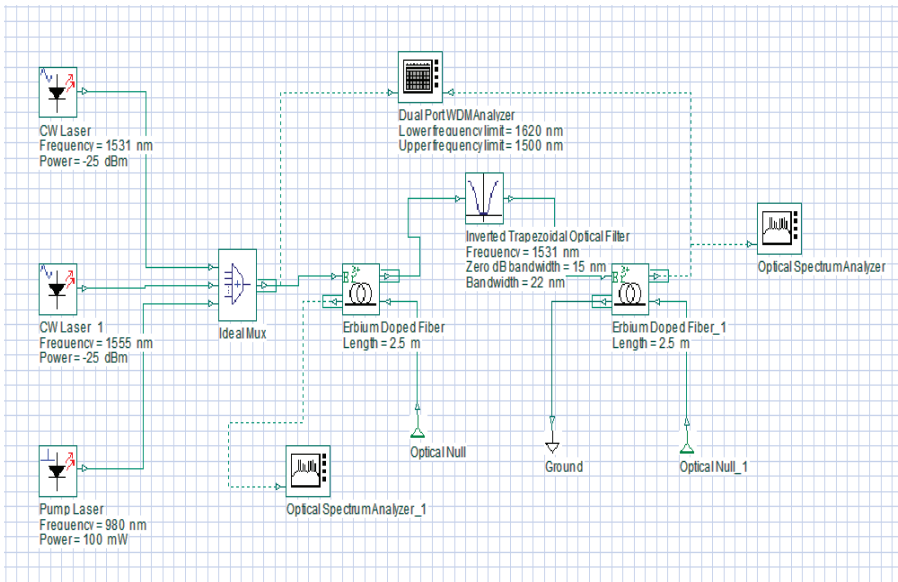 CW Laser
Frequency = 1531 nm
Power = -25 dBm
Dual Port WDM Analyzer
Lower frequency limit = 1620 nm
Upper frequency limit = 1500 nm
Inverted Trapezoidal Optical Filter
Frequency = 1531 nm
Zero dB bandwidth = 15 nm
Bandwidth = 22 nm
Optical Spectrum Analyzer
CW Laser 1
Frequency = 1555 nm
Power = -25 dBm
Ideal Mux
Erbium Doped Fiber
Length = 2.5 m
Erbium Doped Fiber_1
Length = 2.5 m
Optical Null
Ground
Optical Null_1
Pump Laser
Frequency = 980 nm
Power = 100 mW
Optical Spectrum Analyzer_1